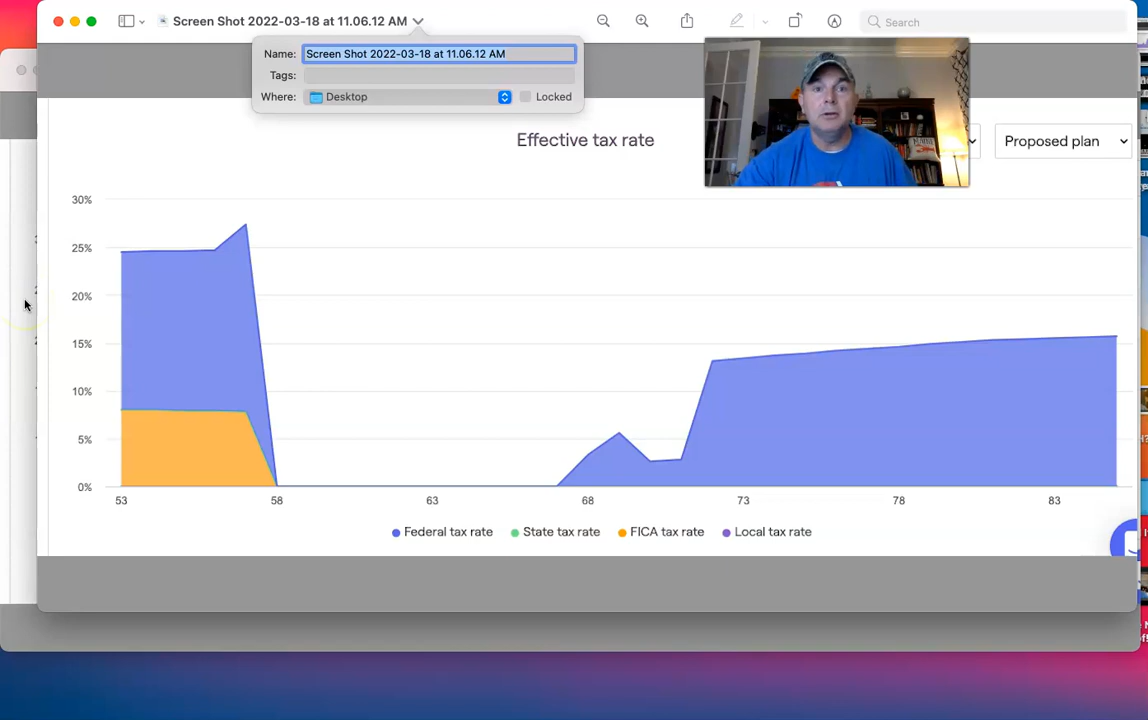 Screen Shot 2022-03-18 at 11.06.12 AM
Search
Name: Screen Shot 2022-03-18 at 11.06.12 AM
Tags:
Where: Desktop Locked
Effective tax rate
Proposed plan
30%
25%
20%
15%
10%
5%
0%
53 58 63 68 73 78 83
Federal tax rate State tax rate FICA tax rate Local tax rate